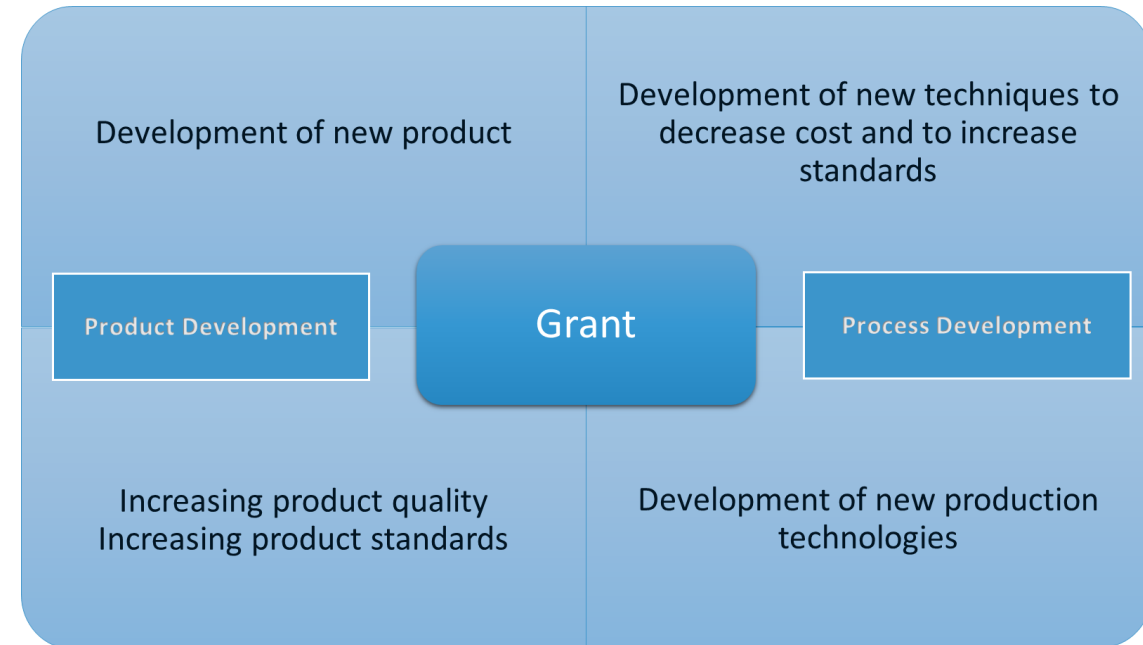 Development of new product
Development of new techniques to
decrease cost and to increase
standards
Product Development
Grant
Process Development
Increasing product quality
Increasing product standards
Development of new production
technologies